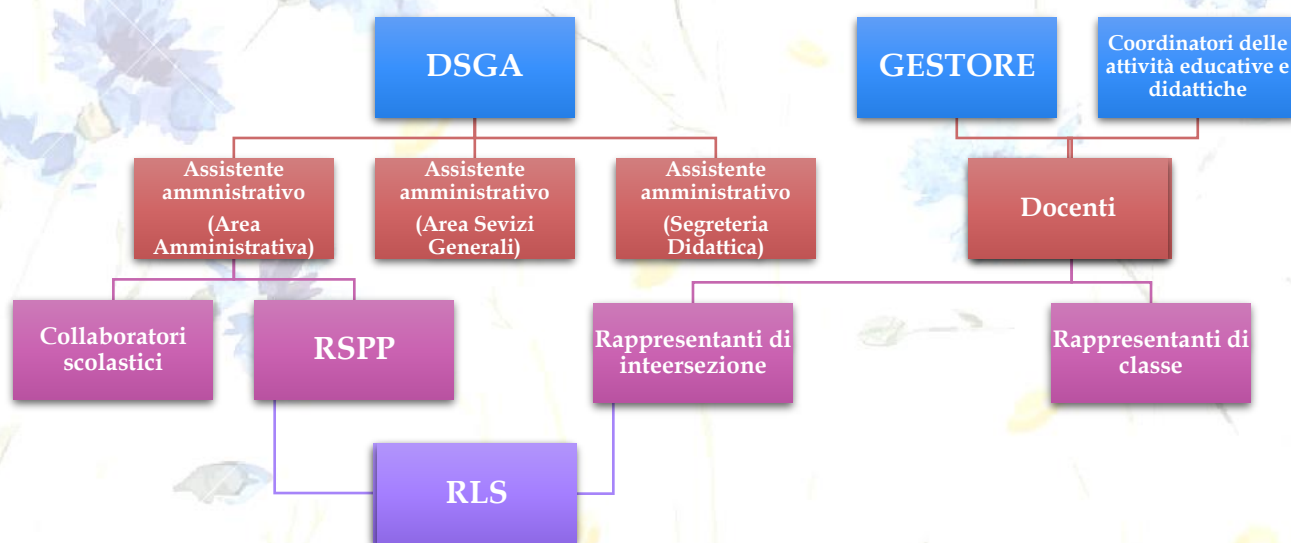 DSGA
GESTORE
Coordinatori delle
attività educative e
didattiche
Assistente
ammnistrativo
(Area
Amministrativa)
Assistente
amministrativo
(Area Sevizi
Generali)
Assistente
amministrativo
(Segreteria
Didattica)
Docenti
Collaboratori
scolastici
RSPP
Rappresentanti di
inteersezione
Rappresentanti di
classe
RLS